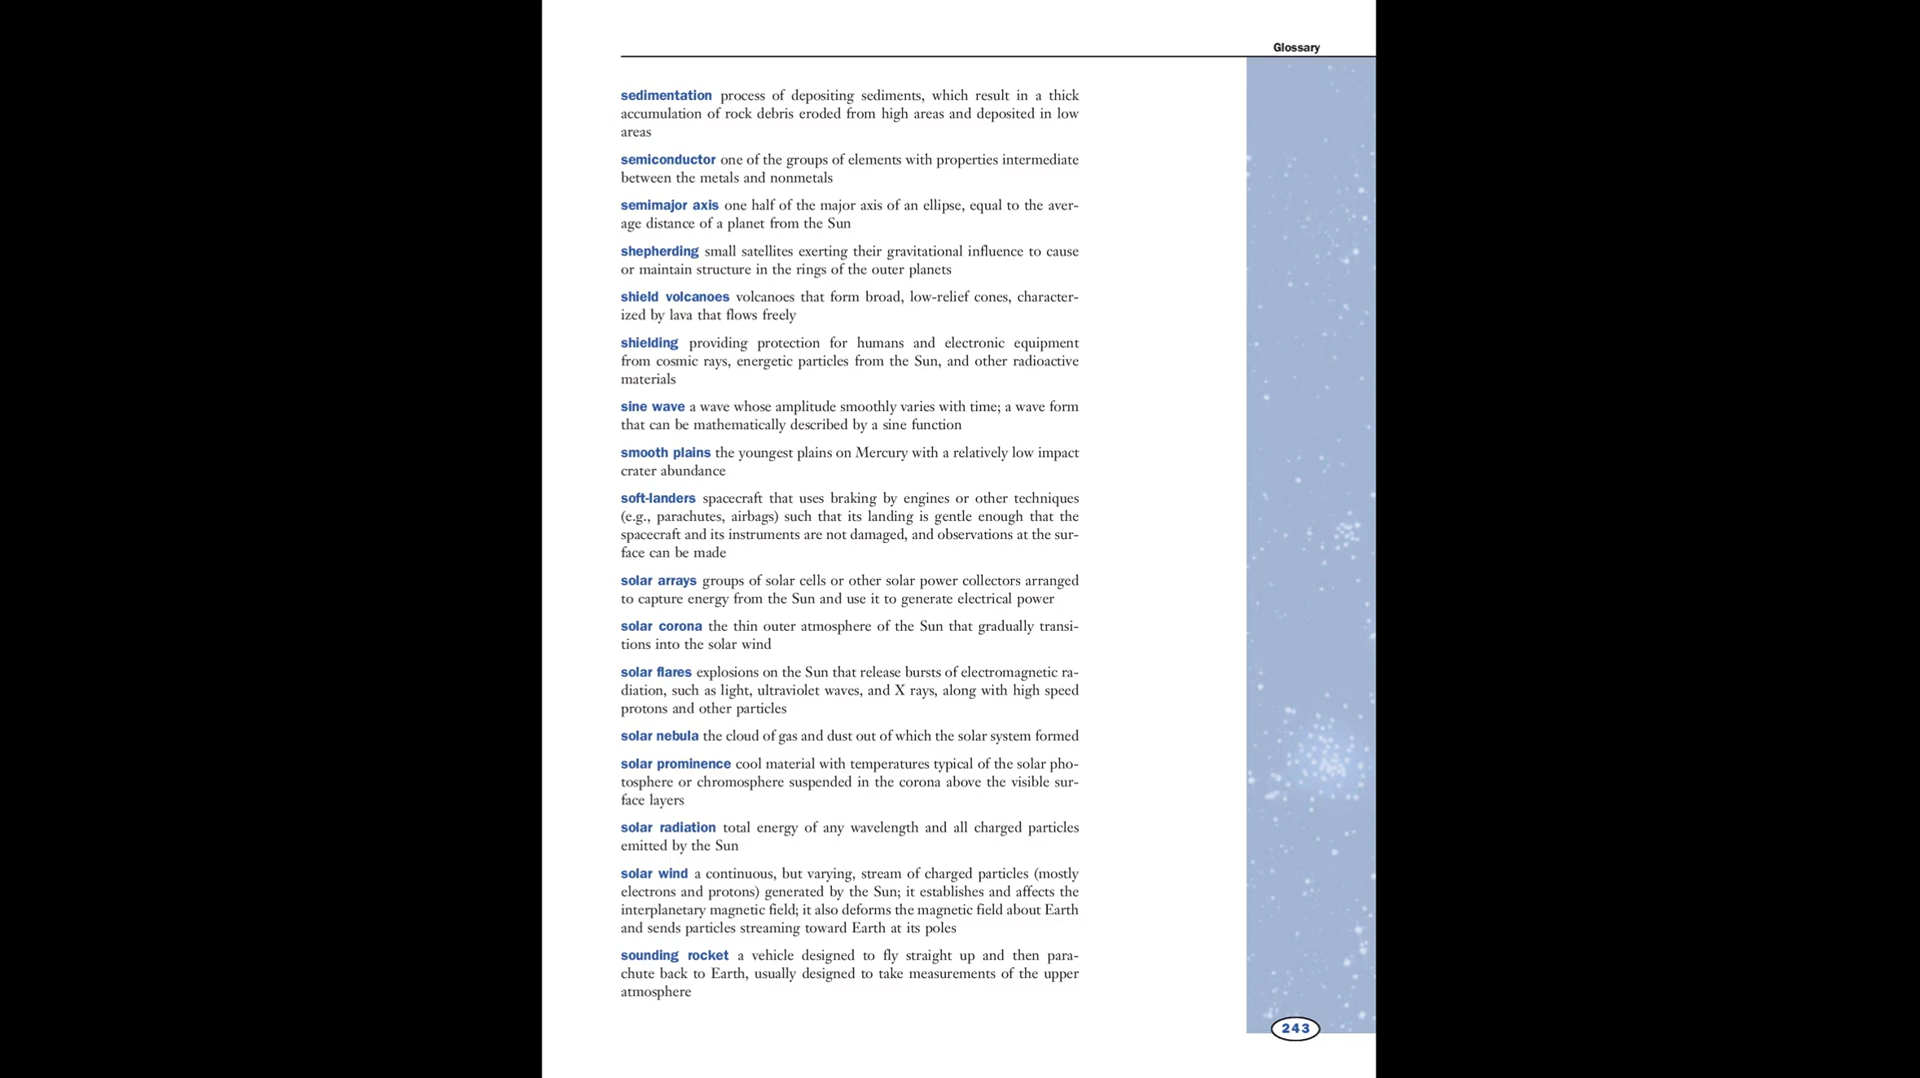 Glossary
sedimentation process of depositing sediments, which result in a thick
accumulation of rock debris eroded from high areas and deposited in low
areas
semiconductor one of the groups of elements with properties intermediate
between the metals and nonmetals
semimajor axis one half of the major axis of an ellipse, equal to the aver-
age distance of a planet from the Sun
shepherding small satellites exerting their gravitational influence to cause
or maintain structure in the rings of the outer planets
shield volcanoes volcanoes that form broad, low-relief cones, character-
ized by lava that flows freely
shielding providing protection for humans and electronic equipment
from cosmic rays, energetic particles from the Sun, and other radioactive
materials
sine wave a wave whose amplitude smoothly varies with time; a wave form
that can be mathematically described by a sine function
smooth plains the youngest plains on Mercury with a relatively low impact
crater abundance
soft-landers spacecraft that uses braking by engines or other techniques
(e.g., parachutes, airbags) such that its landing is gentle enough that the
spacecraft and its instruments are not damaged, and observations at the sur-
face can be made
solar arrays groups of solar cells or other solar power collectors arranged
to capture energy from the Sun and use it to generate electrical power
solar corona the thin outer atmosphere of the Sun that gradually transi-
tions into the solar wind
solar flares explosions on the Sun that release bursts of electromagnetic ra-
diation, such as light, ultraviolet waves, and X rays, along with high speed
protons and other particles
solar nebula the cloud of gas and dust out of which the solar system formed
solar prominence cool material with temperatures typical of the solar pho-
tosphere or chromosphere suspended in the corona above the visible sur-
face layers
solar radiation total energy of any wavelength and all charged particles
emitted by the Sun
solar wind a continuous, but varying, stream of charged particles (mostly
electrons and protons) generated by the Sun; it establishes and affects the
interplanetary magnetic field; it also deforms the magnetic field about Earth
and sends particles streaming toward Earth at its poles
sounding rocket a vehicle designed to fly straight up and then para-
chute back to Earth, usually designed to take measurements of the upper
atmosphere
243